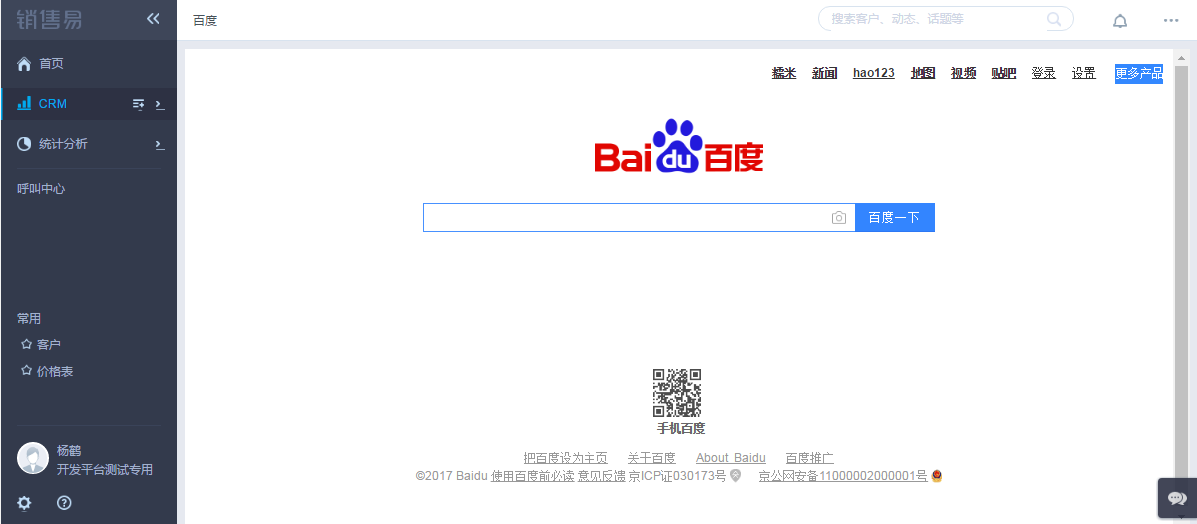 销售易
百度
搜索客户、动态、话题等
首页
CRM
统计分析
呼叫中心
常用
客户
价格表
杨鹤
开发平台测试专用
糯米 新闻 hao123 地图 视频 贴吧 登录 设置 更多产品
Bai du 百度
百度一下
手机百度
把百度设为主页 关于百度 About Baidu 百度推广
©2017 Baidu 使用百度前必读 意见反馈 京ICP证030173号 京公网安备11000002000001号